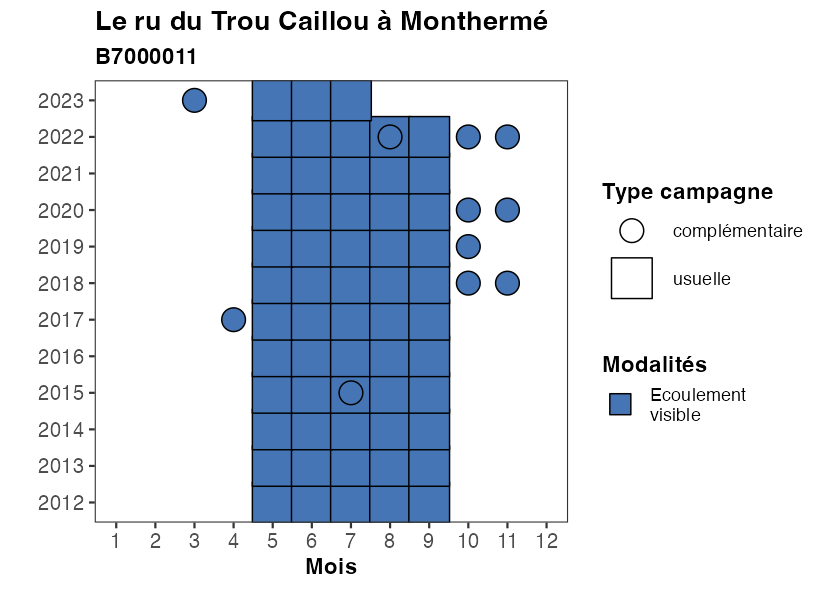 Le ru du Trou Caillou à Monthermé
B7000011
2023
2022
2021
2020
2019
2018
2017
2016
2015
2014
2013
2012
1 2 3 4 5 6 7 8 9 10 11 12
Mois
Type campagne
complémentaire
usuelle
Modalités
Ecoulement
visible